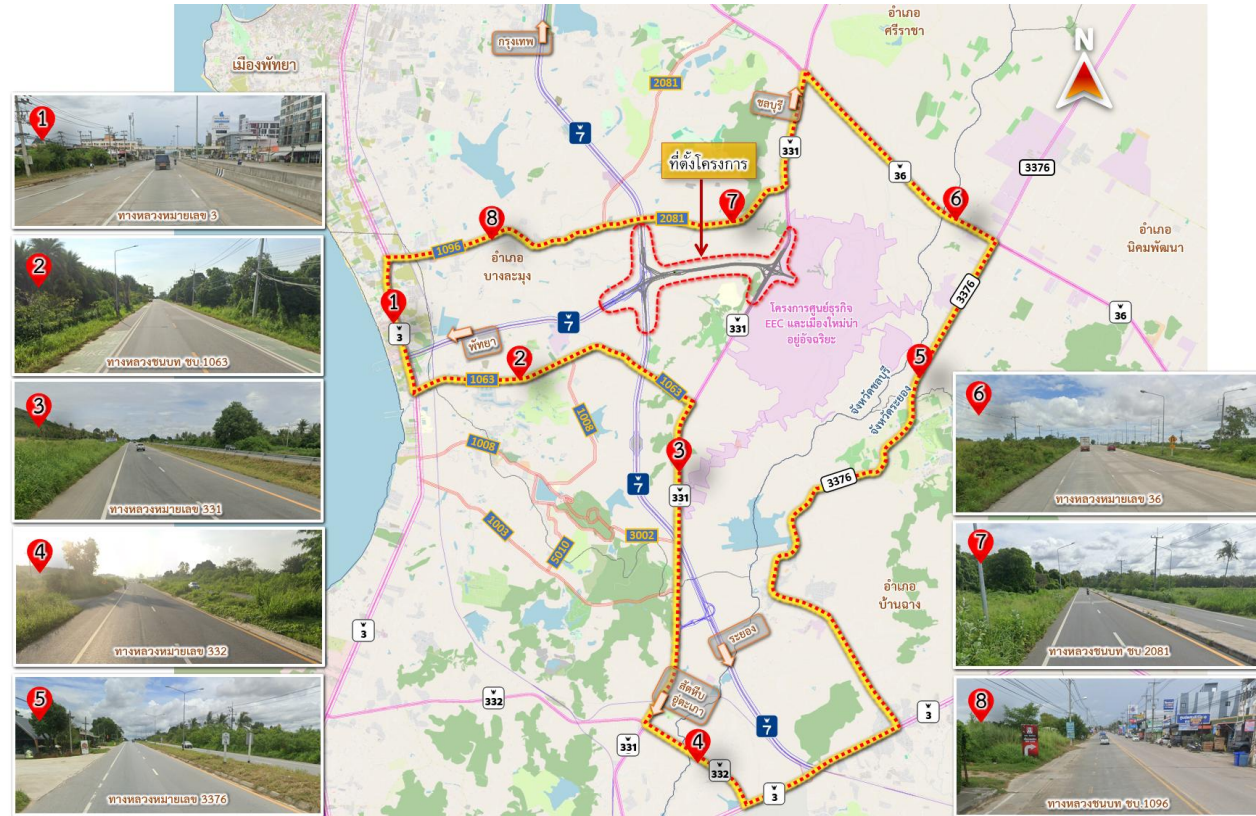 เมืองพัทยา
กรุงเทพ
อำเภอ
ศรีราชา
N
2081
ชลบุรี
7
ที่ตั้งโครงการ
331
36
3376
1
ทางหลวงหมายเลข 3
8
2081
7
6
1096
อำเภอ
บางละมุง
อำเภอ
นิคมพัฒนา
2
ทางหลวงชนบท ชบ.1063
1
3
พัทยา
7
331
โครงการศูนย์ธุรกิจ
EEC และเมืองใหม่น่า
อยู่อัจฉริยะ
3376
36
2
1063
1063
5
จังหวัดชลบุรี
จังหวัดระยอง
3
ทางหลวงหมายเลข 331
1008
1008
3
6
ทางหลวงหมายเลข 36
7
331
3376
1003
5010
3002
4
ทางหลวงหมายเลข 332
อำเภอ
บ้านฉาง
7
ทางหลวงชนบท ชบ 2081
3
ระยอง
5
ทางหลวงหมายเลข 3376
332
สัตหีบ
อู่ตะเภา
331
4
332
7
3
3
8
ทางหลวงชนบท ชบ.1096